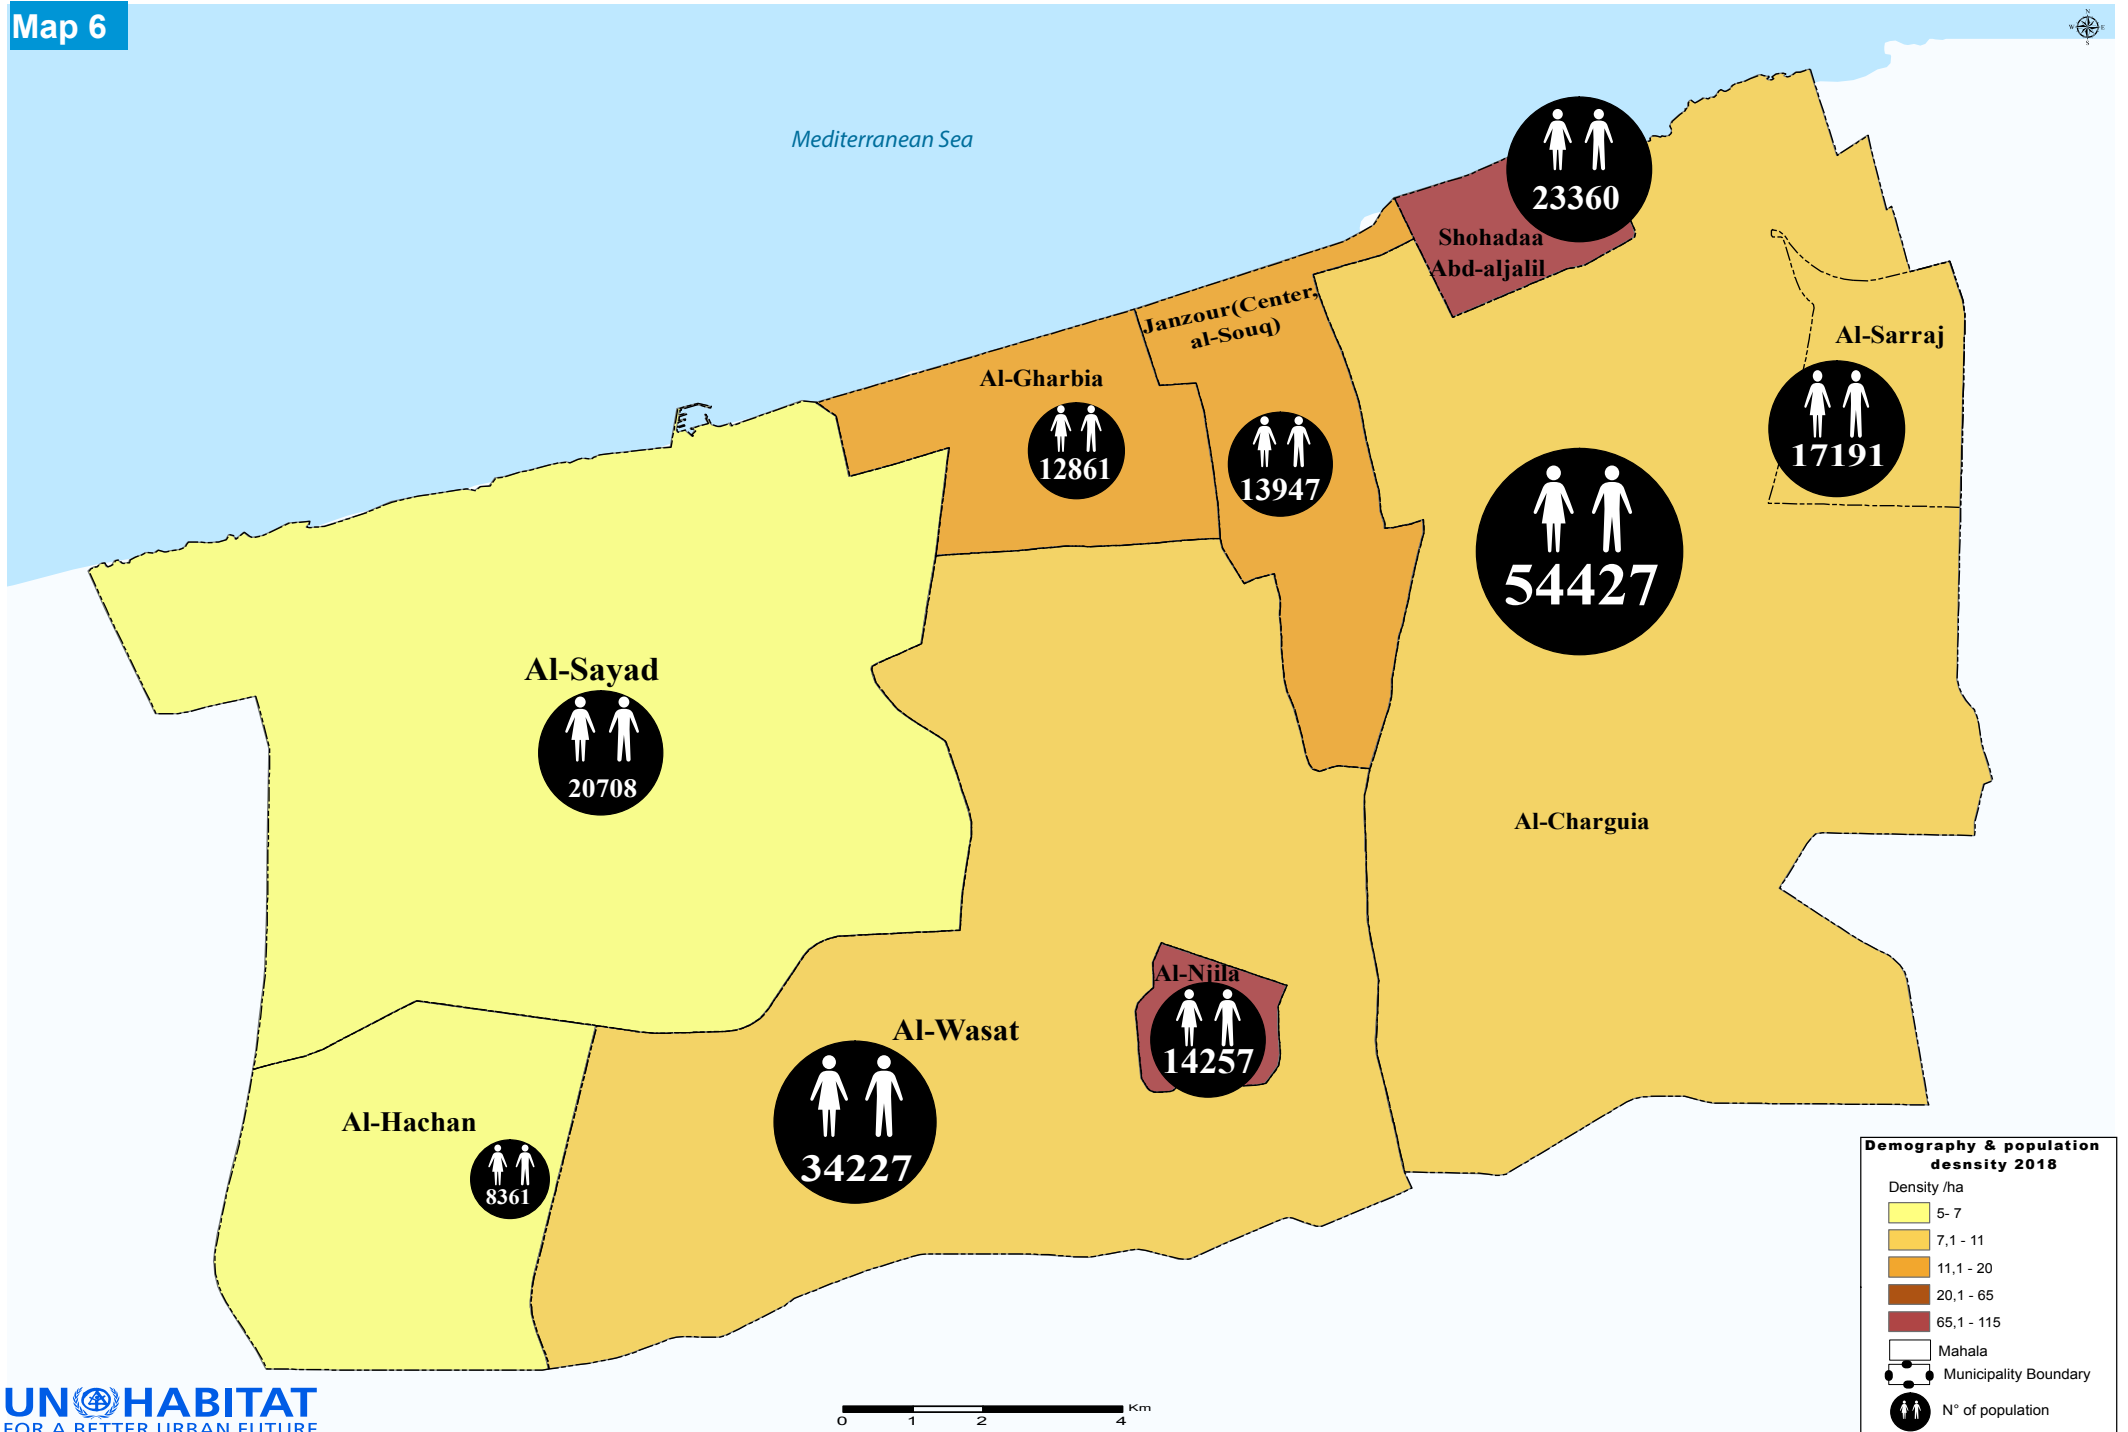 Map 6
N
W
E
S
Mediterranean Sea
23360
Shohadaa
Abd-aljalil
Janzour(Center,
al-Souq)
Al-Sarraj
17191
Al-Gharbia
12861
13947
54427
Al-Sayad
20708
Al-Charguia
Al-Njila
14257
Al-Wasat
34227
Al-Hachan
8361
Demography & population
desnsity 2018
Density /ha
5- 7
7,1 - 11
11,1 - 20
20,1 - 65
65,1 - 115
Mahala
Municipality Boundary
N° of population
Km
0 1 2 4
UN HABITAT
FOR A BETTER URBAN FUTURE